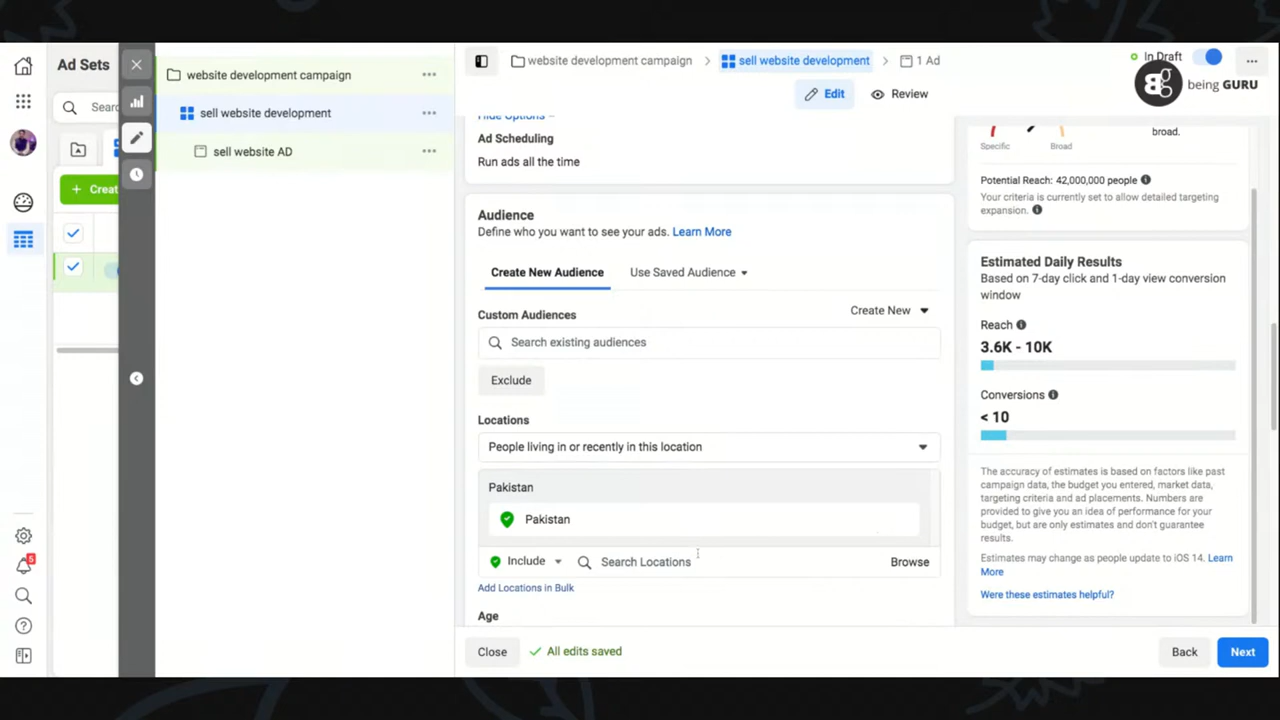 Ad Sets
Searc
+ Creat
website development campaign
sell website development
sell website AD
website development campaign
sell website development
1 Ad
In Draft
being GURU
Edit
Review
Hide Options
Ad Scheduling
Run ads all the time
Audience
Define who you want to see your ads. Learn More
Create New Audience
Use Saved Audience
Custom Audiences
Create New
Search existing audiences
Exclude
Locations
People living in or recently in this location
Pakistan
Pakistan
Include
Search Locations
Browse
Add Locations in Bulk
Age
Close
All edits saved
Back
Next
broad.
Specific
Broad
Potential Reach: 42,000,000 people
Your criteria is currently set to allow detailed targeting
expansion.
Estimated Daily Results
Based on 7-day click and 1-day view conversion
window
Reach
3.6K - 10K
Conversions
< 10
The accuracy of estimates is based on factors like past
campaign data, the budget you entered, market data,
targeting criteria and ad placements. Numbers are
provided to give you an idea of performance for your
budget, but are only estimates and don't guarantee
results.
Estimates may change as people update to iOS 14. Learn
More
Were these estimates helpful?
5